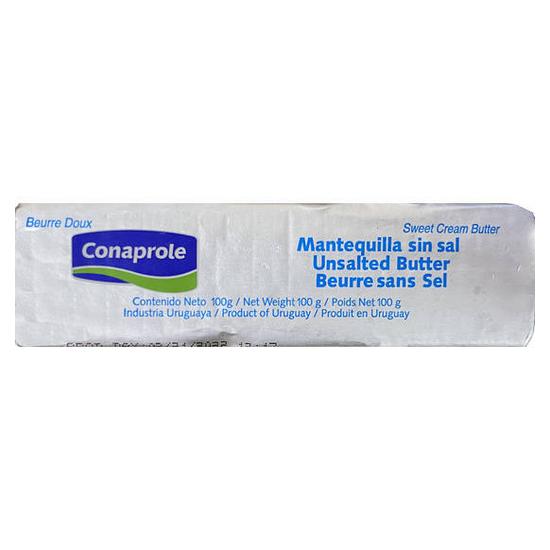 Beurre Doux
Sweet Cream Butter
Conaprole
Mantequilla sin sal
Unsalted Butter
Beurre sans Sel
Contenido Neto 100g / Net Weight 100 g / Poids Net 100 g
Industria Uruguaya / Product of Uruguay / Produit en Uruguay